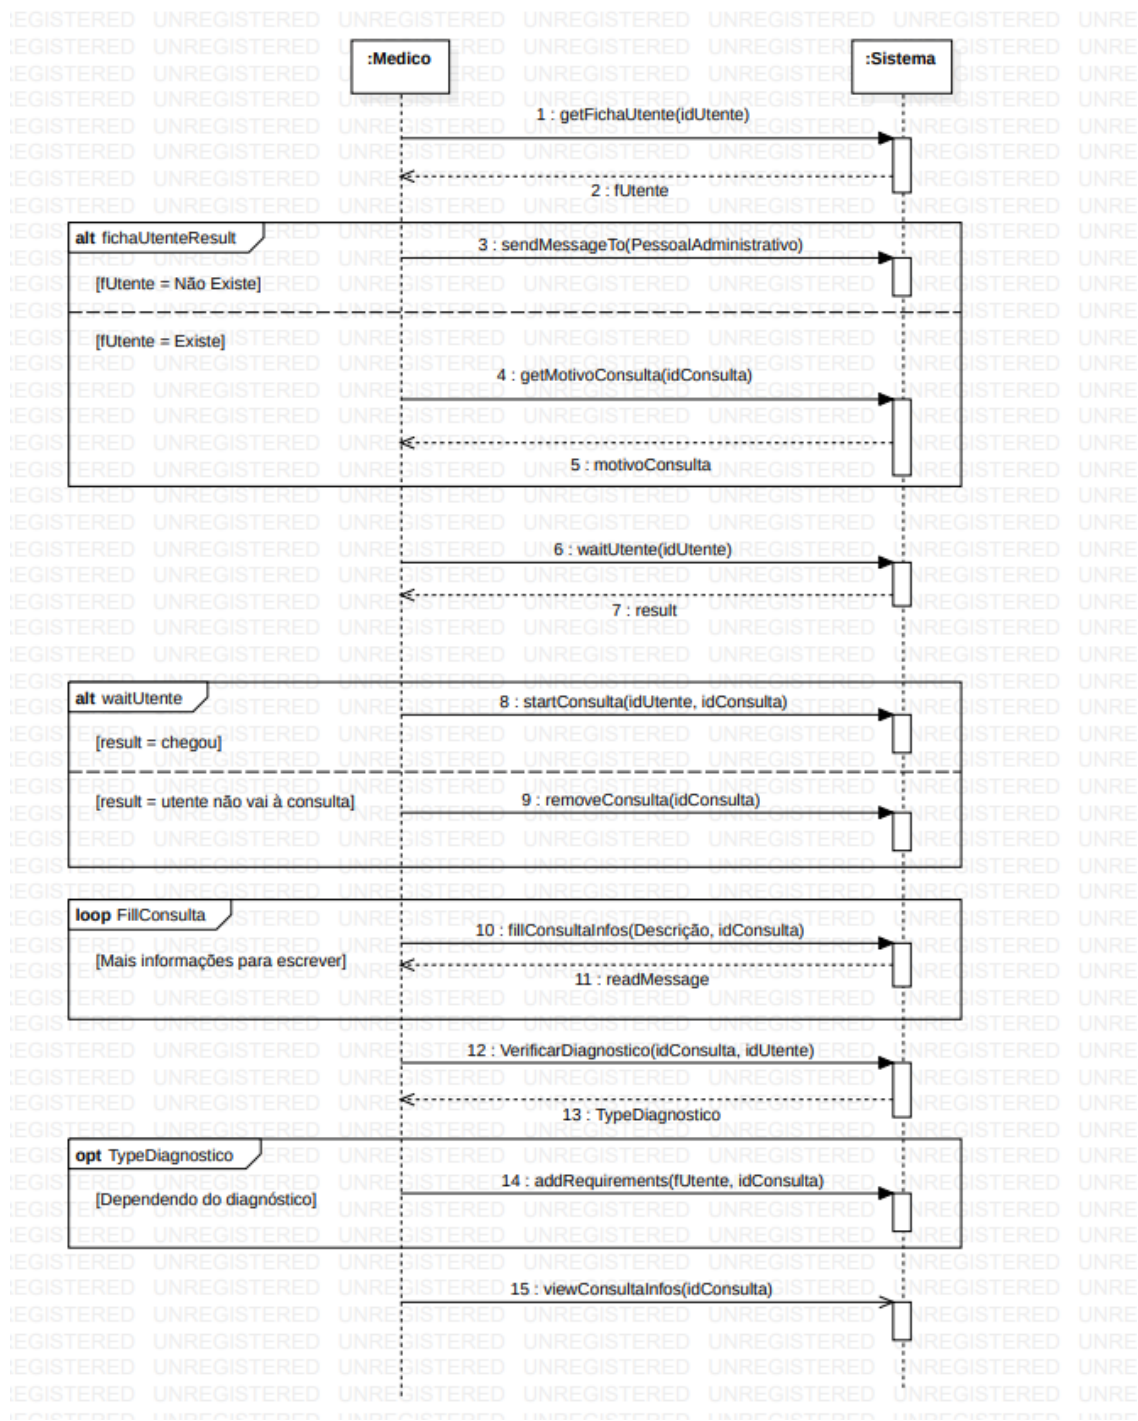 :Medico
:Sistema
1 : getFichaUtente(idUtente)
2 : fUtente
alt fichaUtenteResult
3 : sendMessageTo(PessoalAdministrativo)
[fUtente = Não Existe]
[fUtente = Existe]
4 : getMotivoConsulta(idConsulta)
5 : motivoConsulta
6 : waitUtente(idUtente)
7 : result
alt waitUtente
8 : startConsulta(idUtente, idConsulta)
[result = chegou]
[result = utente não vai à consulta]
9 : removeConsulta(idConsulta)
loop FillConsulta
10 : fillConsultaInfos(Descrição, idConsulta)
[Mais informações para escrever]
11 : readMessage
12 : VerificarDiagnostico(idConsulta, idUtente)
13 : TypeDiagnostico
opt TypeDiagnostico
14 : addRequirements(fUtente, idConsulta)
[Dependendo do diagnóstico]
15 : viewConsultaInfos(idConsulta)
UNREGISTERED